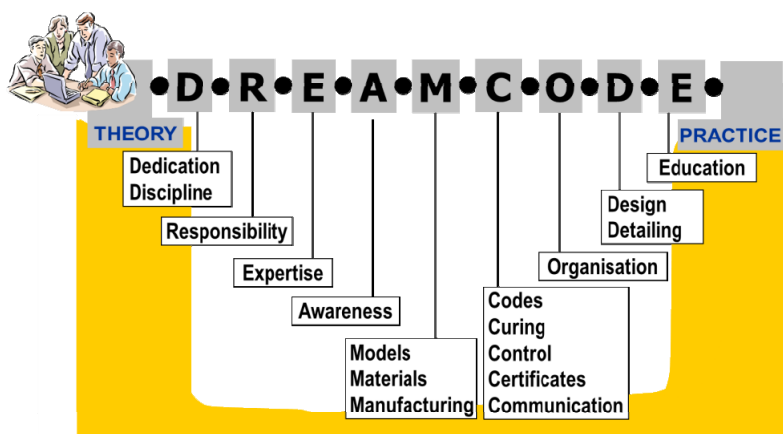 D R E A M C O D E
THEORY
PRACTICE
Dedication
Discipline
Responsibility
Expertise
Awareness
Models
Materials
Manufacturing
Codes
Curing
Control
Certificates
Communication
Organisation
Design
Detailing
Education